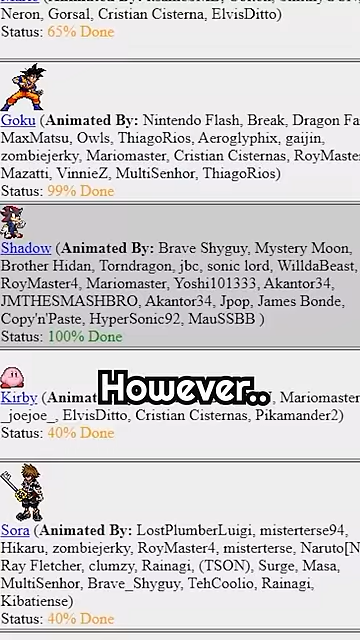 Neron, Gorsal, Cristian Cisterna, ElvisDitto)
Status: 65% Done
Goku (Animated By: Nintendo Flash, Break, Dragon Fa
MaxMatsu, Owls, ThiagoRios, Aeroglyphix, gaijin,
zombiejerky, Mariomaster, Cristian Cisternas, RoyMaste
Mazatti, VinnieZ, MultiSenhor, ThiagoRios)
Status: 99% Done
Shadow (Animated By: Brave Shyguy, Mystery Moon,
Brother Hidan, Torndragon, jbc, sonic lord, WilldaBeast,
RoyMaster4, Mariomaster, Yoshi101333, Akantor34,
JMTHESMASHBRO, Akantor34, Jpop, James Bonde,
Copy'n'Paste, HyperSonic92, MauSSBB )
Status: 100% Done
However..
Kirby (Animat Mariomaster
_joejoe_, ElvisDitto, Cristian Cisternas, Pikamander2)
Status: 40% Done
Sora (Animated By: LostPlumberLuigi, misterterse94,
Hikaru, zombiejerky, RoyMaster4, misterterse, Naruto[N
Ray Fletcher, clumzy, Rainagi, (TSON), Surge, Masa,
MultiSenhor, Brave_Shyguy, TehCoolio, Rainagi,
Kibatiense)
Status: 40% Done